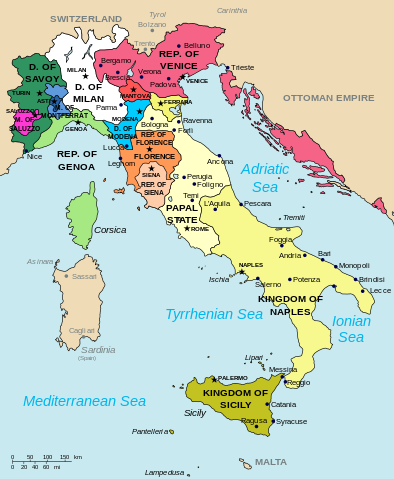 SWITZERLAND
Tyrol
Bolzano
Carinthia
Trento
Belluno
Bergamo
REP. OF
VENICE
Trieste
D. OF
SAVOY
MILAN
Brescia
Verona
Padova
VENICE
TURIN
D. OF
MILAN
MANTOVA
OTTOMAN EMPIRE
ASTI
Parma
FERRARA
SALUZZO
M. OF
SALUZZO
M. OF
MONTFERRAT
MODENA
Bologna
Ravenna
GENOA
D. OF
MODENA
REP. OF
FLORENCE
Forlì
Nice
Lucca
FLORENCE
REP. OF
GENOA
Leghorn
SIENA
Ancona
Adriatic
Sea
REP. OF
SIENA
Perugia
Foligno
Terni
PAPAL
STATE
L'Aquila
Pescara
Corsica
ROME
Tremiti
Foggia
Andria
Bari
Monopoli
Asinara
NAPLES
Ischia
Salerno
Potenza
Brindisi
Lecce
Sassari
KINGDOM OF
NAPLES
Tyrrhenian Sea
Ionian
Sea
Cagliari
Sardinia
(Spain)
Lipari
Messina
PALERMO
Reggio
KINGDOM OF
SICILY
Mediterranean Sea
Sicily
Catania
Ragusa
Syracuse
Pantelleria
0 50 100 150 km
0 20 40 60 mi
MALTA
Lampedusa